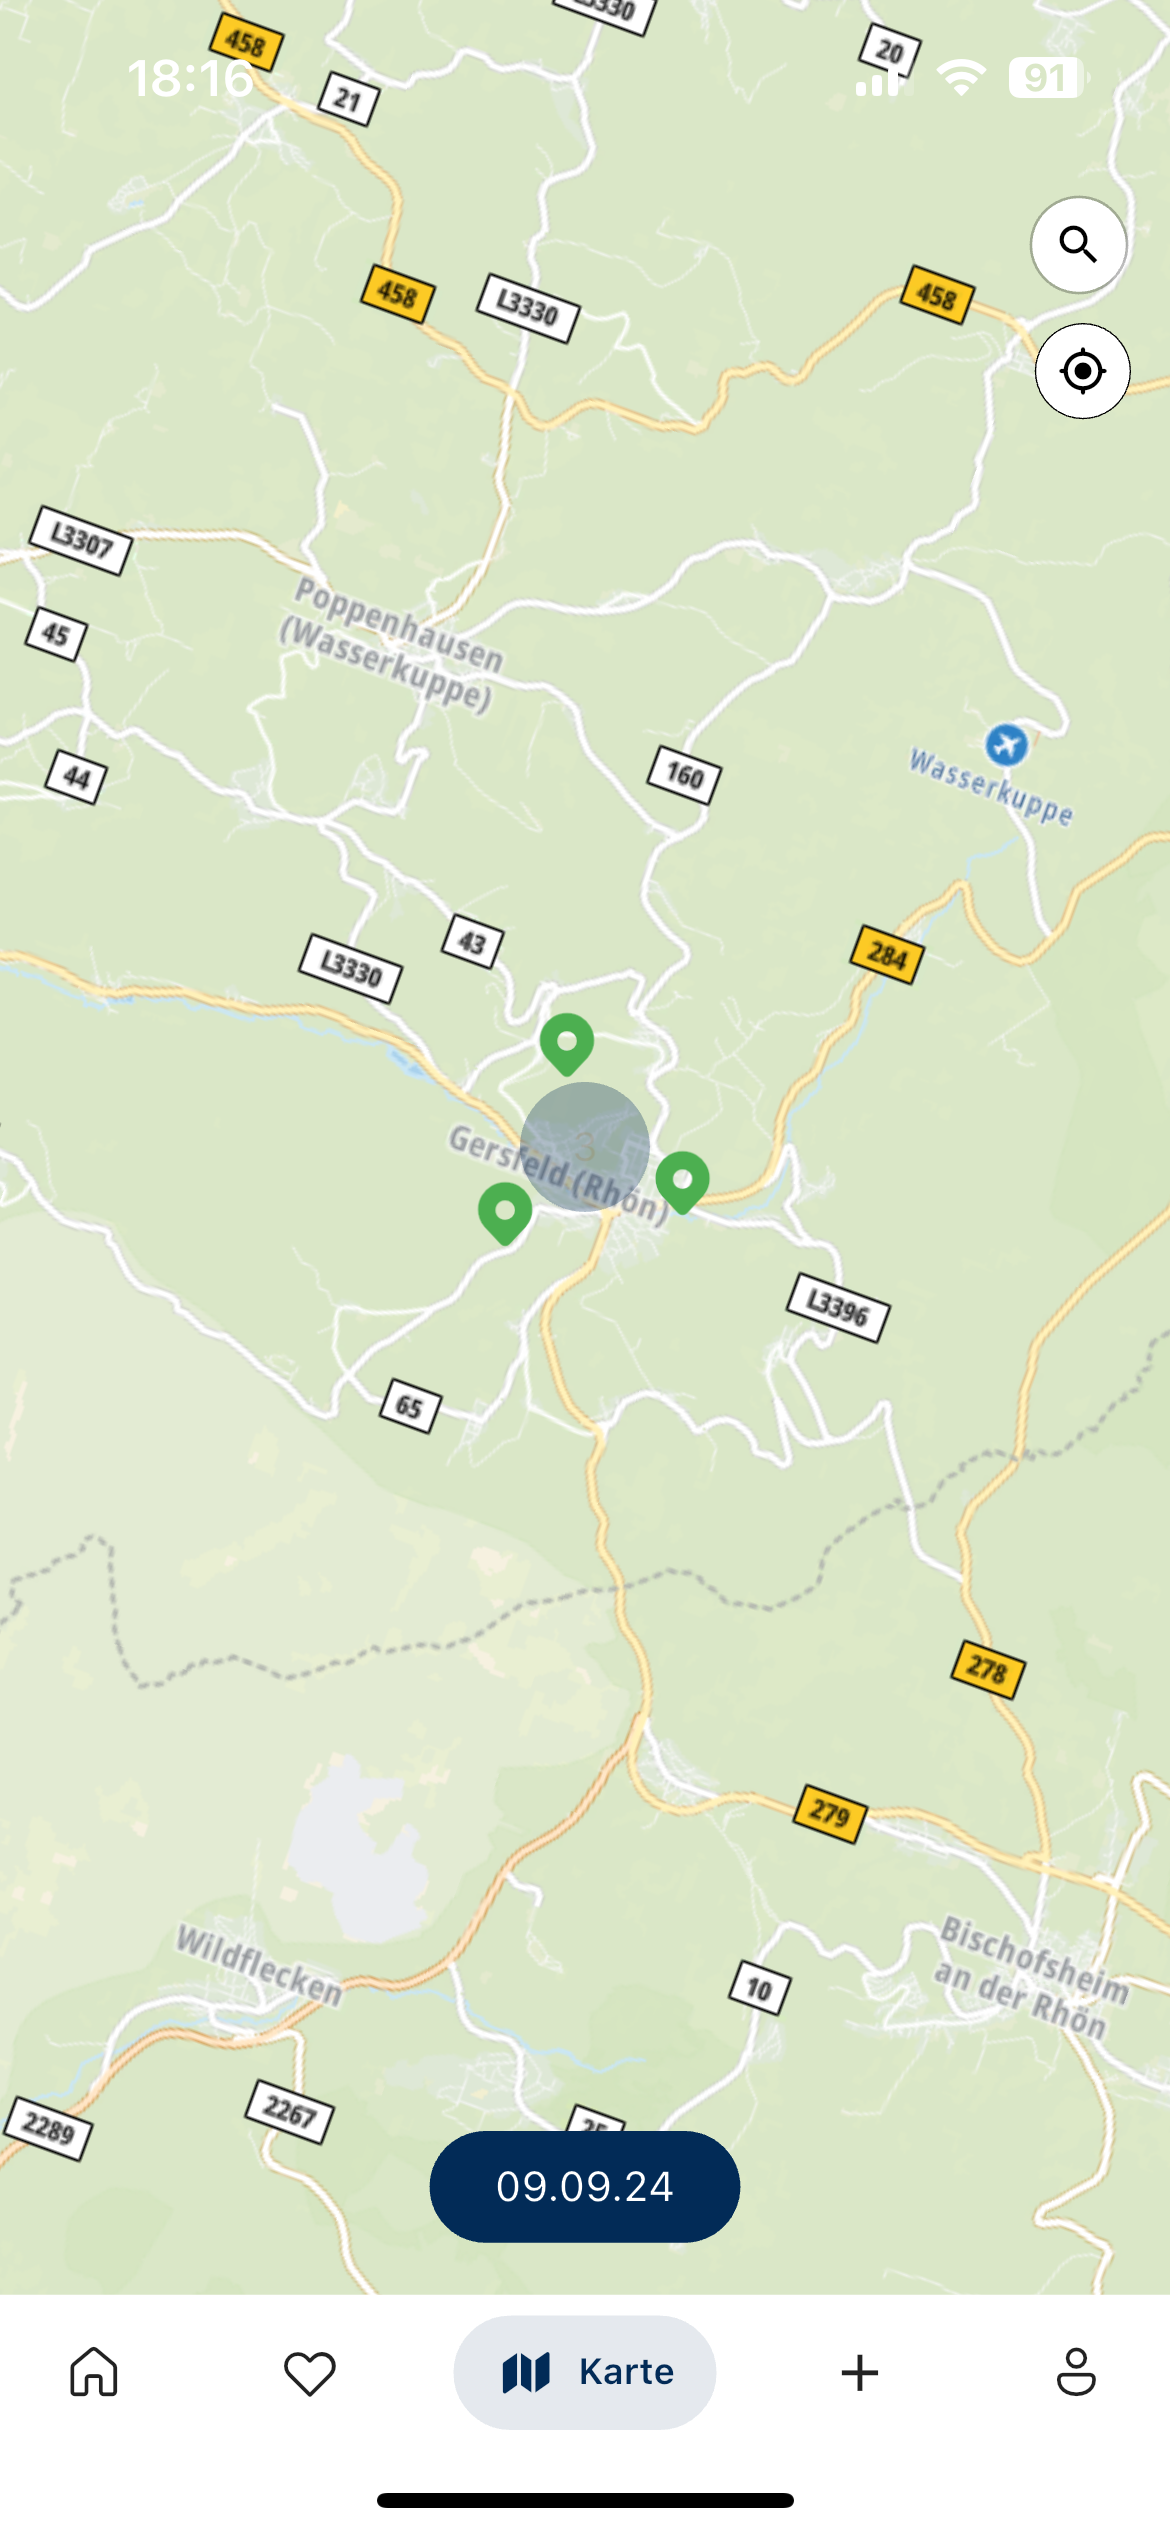 L3330
458
20
18:16
91
21
458
L3330
458
L3307
Poppenhausen
(Wasserkuppe)
45
44
160
Wasserkuppe
43
284
L3330
3
Gersfeld (Rhön)
L3396
65
278
279
Wildflecken
Bischofsheim
an der Rhön
10
2267
2289
09.09.24
Karte